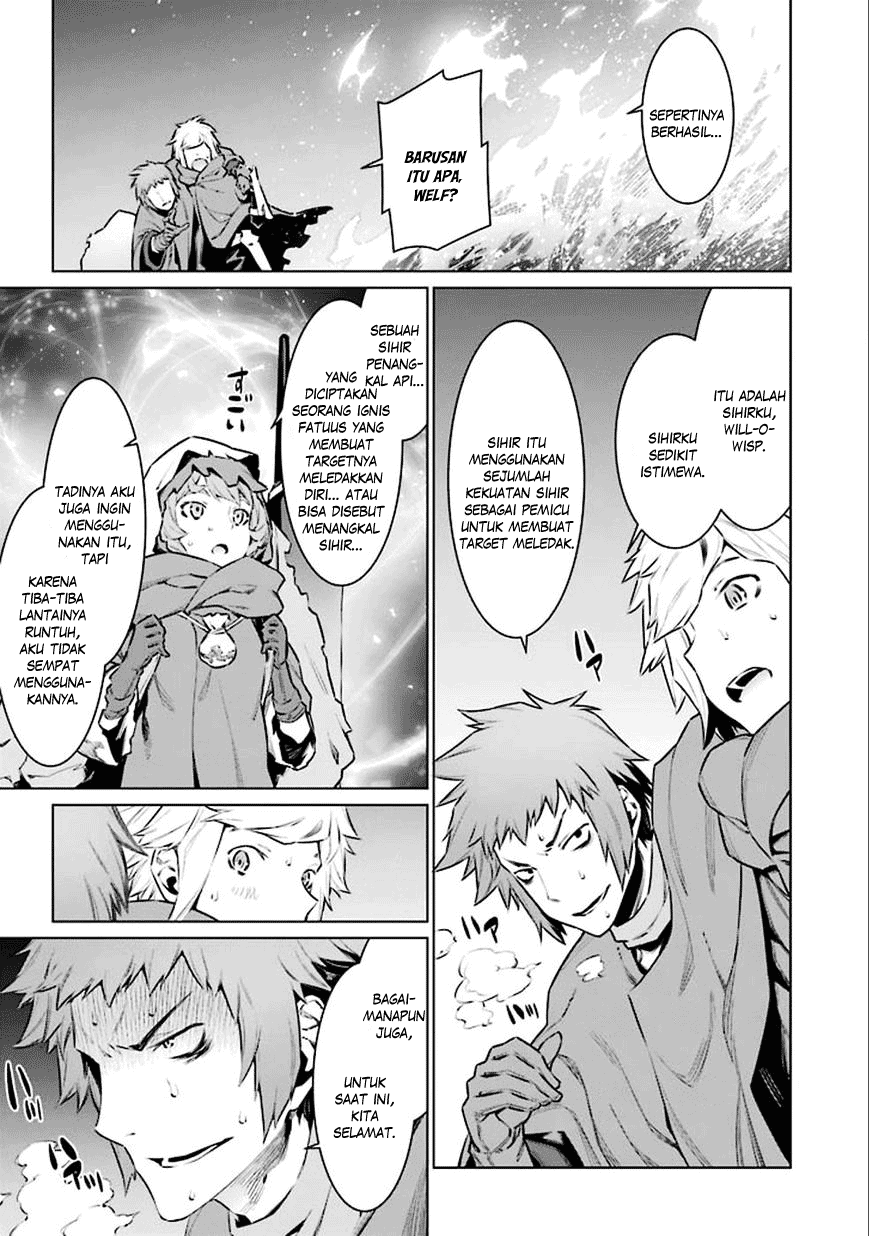 SEPERTINYA
BERHASIL...
BARUSAN
ITU APA,
WELF?
ITU ADALAH
SIHIRKU,
WILL-O-
WISP.
SIHIRKU
SEDIKIT
ISTIMEWA.
SIHIR ITU
MENGGUNAKAN
SEJUMLAH
KEKUATAN SIHIR
SEBAGAI PEMICU
UNTUK MEMBUAT
TARGET MELEDAK.
SEBUAH
SIHIR
PENANG-
KAL API...
YANG
DICIPTAKAN
SEORANG IGNIS
FATUUS YANG
MEMBUAT
TARGETNYA
MELEDAKKAN
DIRI... ATAU
BISA DISEBUT
MENANGKAL
SIHIR...
すごい
TADINYA AKU
JUGA INGIN
MENGGU-
NAKAN ITU,
TAPI
KARENA
TIBA-TIBA
LANTAINYA
RUNTUH,
AKU TIDAK
SEMPAT
MENGGUNA-
KANNYA.
BAGAI-
MANAPUN
JUGA,
UNTUK
SAAT INI,
KITA
SELAMAT.